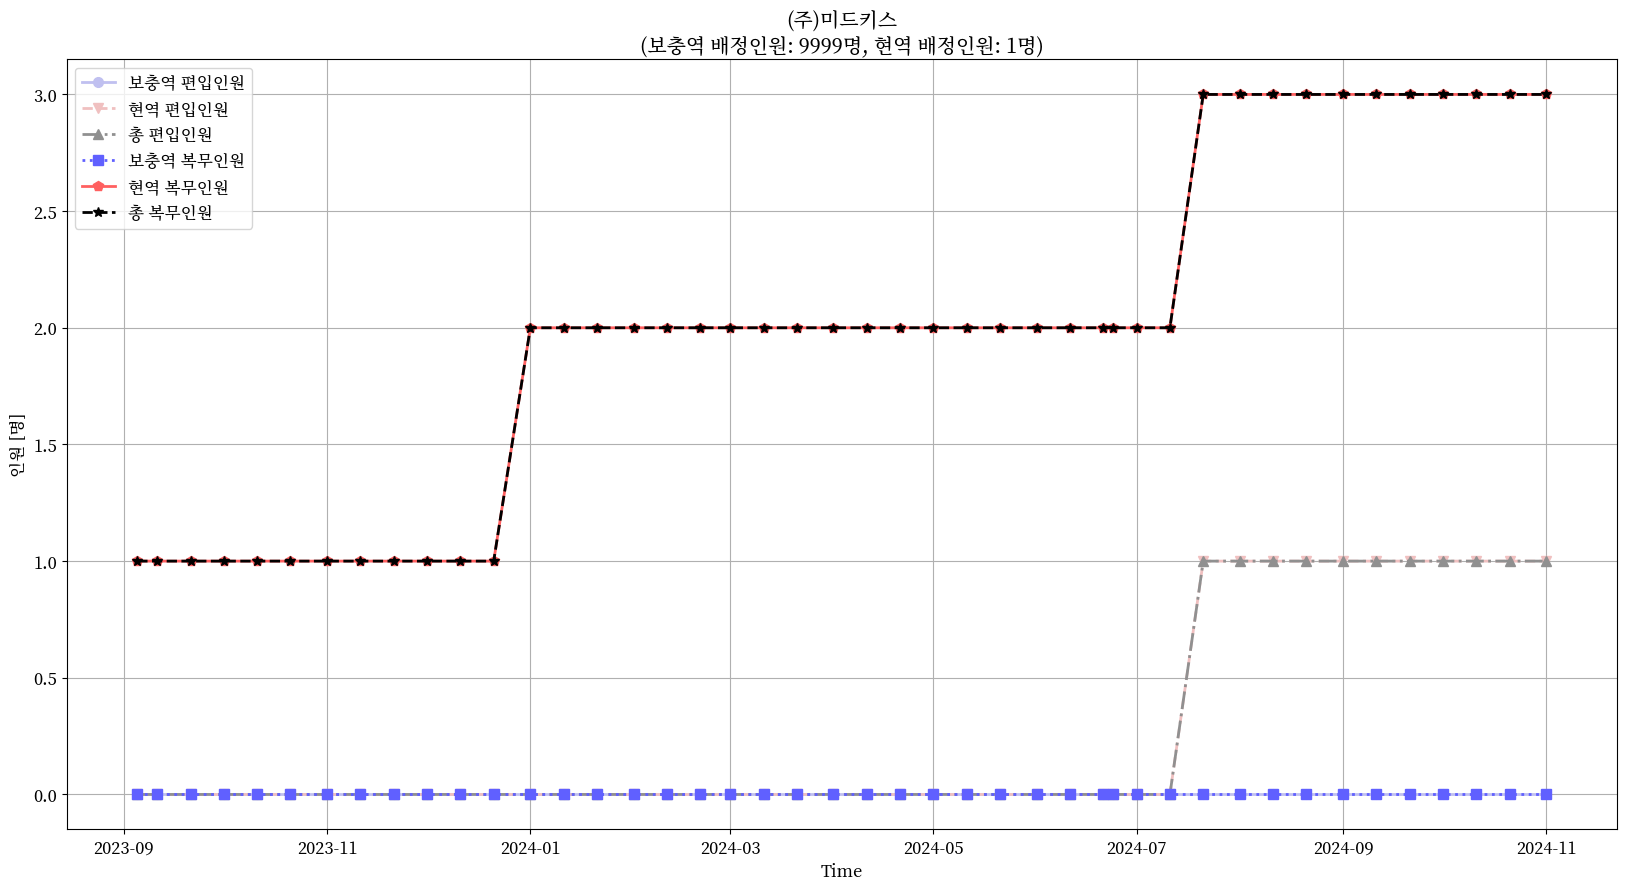 (주)미드키스
(보충역 배정인원: 9999명, 현역 배정인원: 1명)
보충역 편입인원
현역 편입인원
총 편입인원
보충역 복무인원
현역 복무인원
총 복무인원
3.0
2.5
2.0
1.5
1.0
0.5
0.0
인원 [명]
2023-09 2023-11 2024-01 2024-03 2024-05 2024-07 2024-09 2024-11
Time